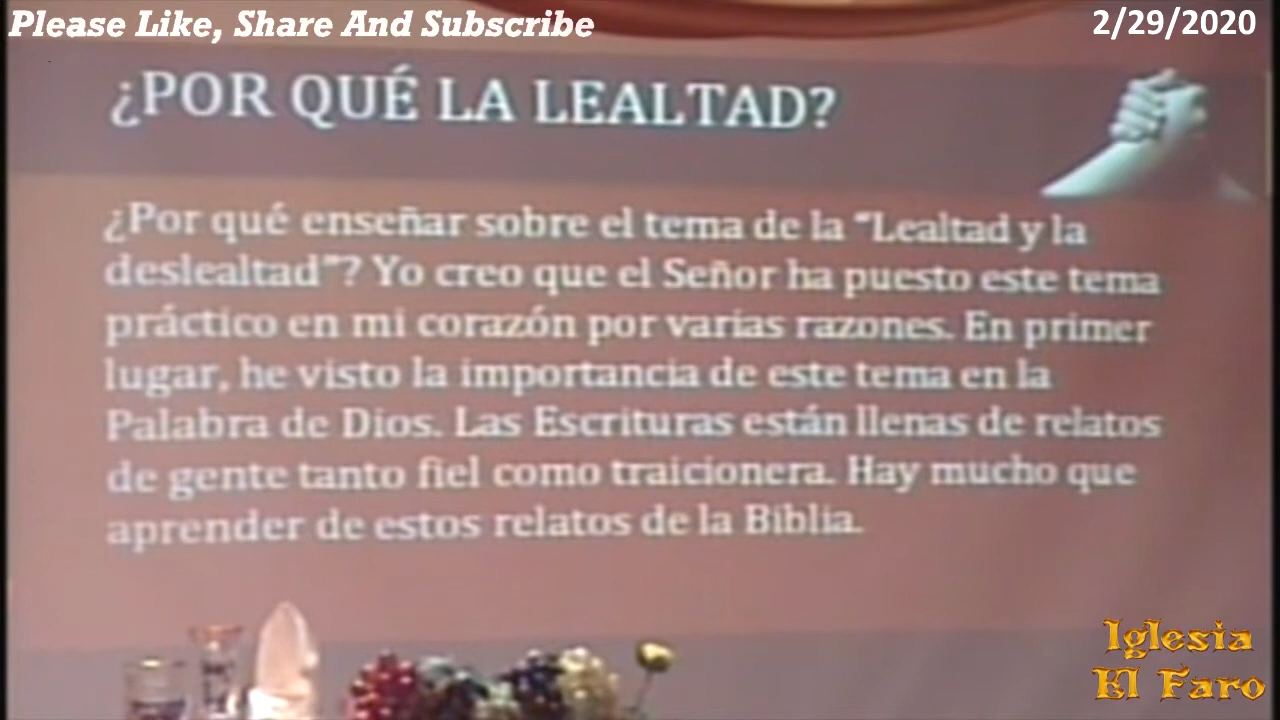 Please Like, Share And Subscribe
2/29/2020
¿POR QUÉ LA LEALTAD?
¿Por qué enseñar sobre el tema de la “Lealtad y la
deslealtad”? Yo creo que el Señor ha puesto este tema
práctico en mi corazón por varias razones. En primer
lugar, he visto la importancia de este tema en la
Palabra de Dios. Las Escrituras están llenas de relatos
de gente tanto fiel como traicionera. Hay mucho que
aprender de estos relatos de la Biblia.
Iglesia
El Faro